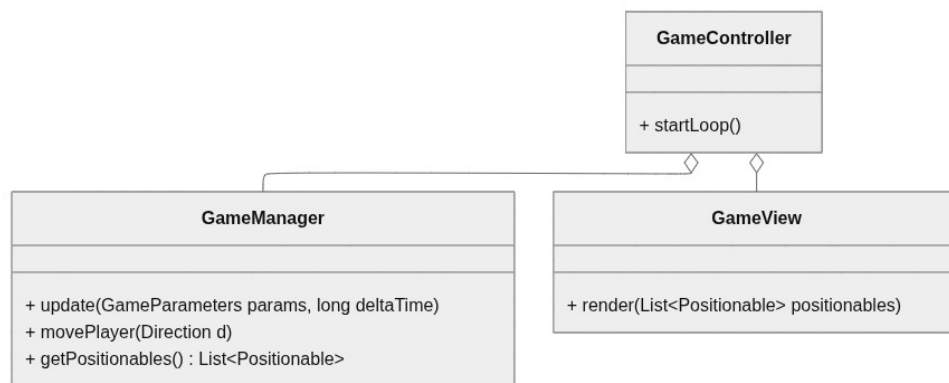 GameController
+ startLoop()
GameManager
+ update(GameParameters params, long deltaTime)
+ movePlayer(Direction d)
+ getPositionables() : List<Positionable>
GameView
+ render(List<Positionable> positionables)